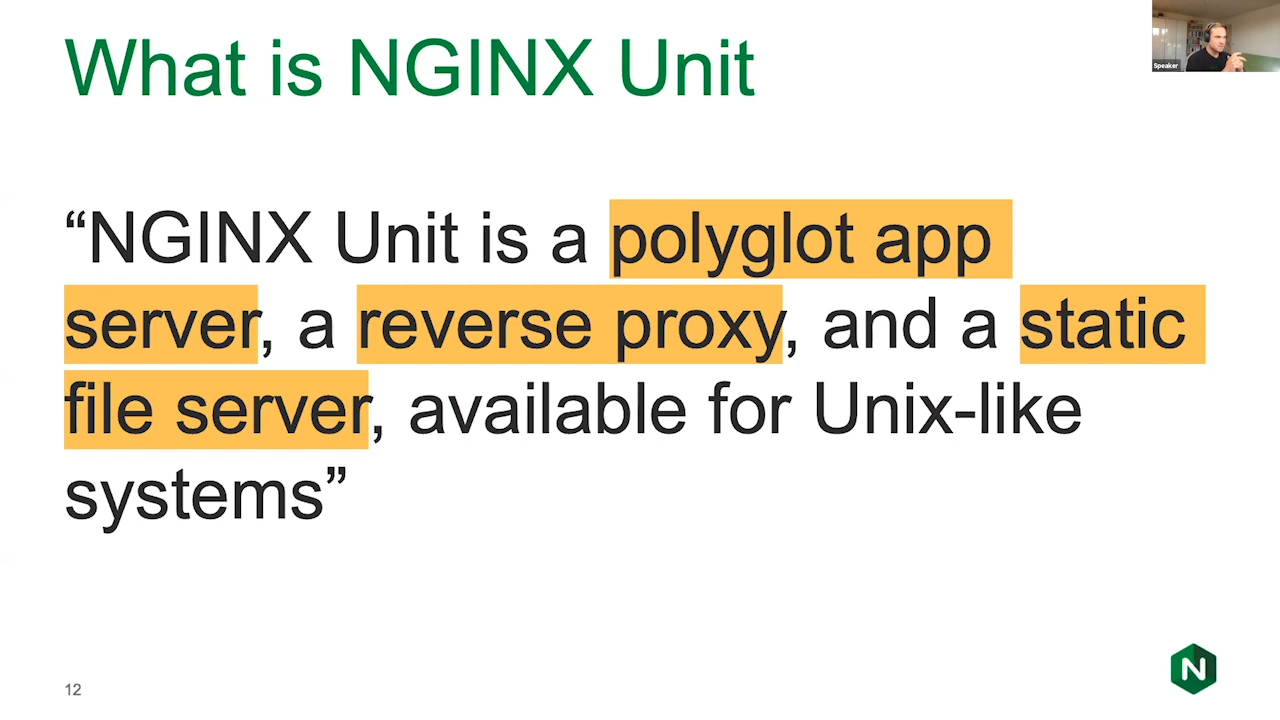 What is NGINX Unit
Speaker
“NGINX Unit is a polyglot app
server, a reverse proxy, and a static
file server, available for Unix-like
systems”
12
N